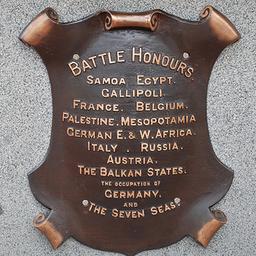 BATTLE HONOURS.
SAMOA EGYPT.
GALLIPOLI.
FRANCE. BELGIUM.
PALESTINE. MESOPOTAMIA
GERMAN E. & W. AFRICA.
ITALY. RUSSIA.
AUSTRIA.
THE BALKAN STATES.
THE OCCUPATION OF
GERMANY.
AND
THE SEVEN SEAS.